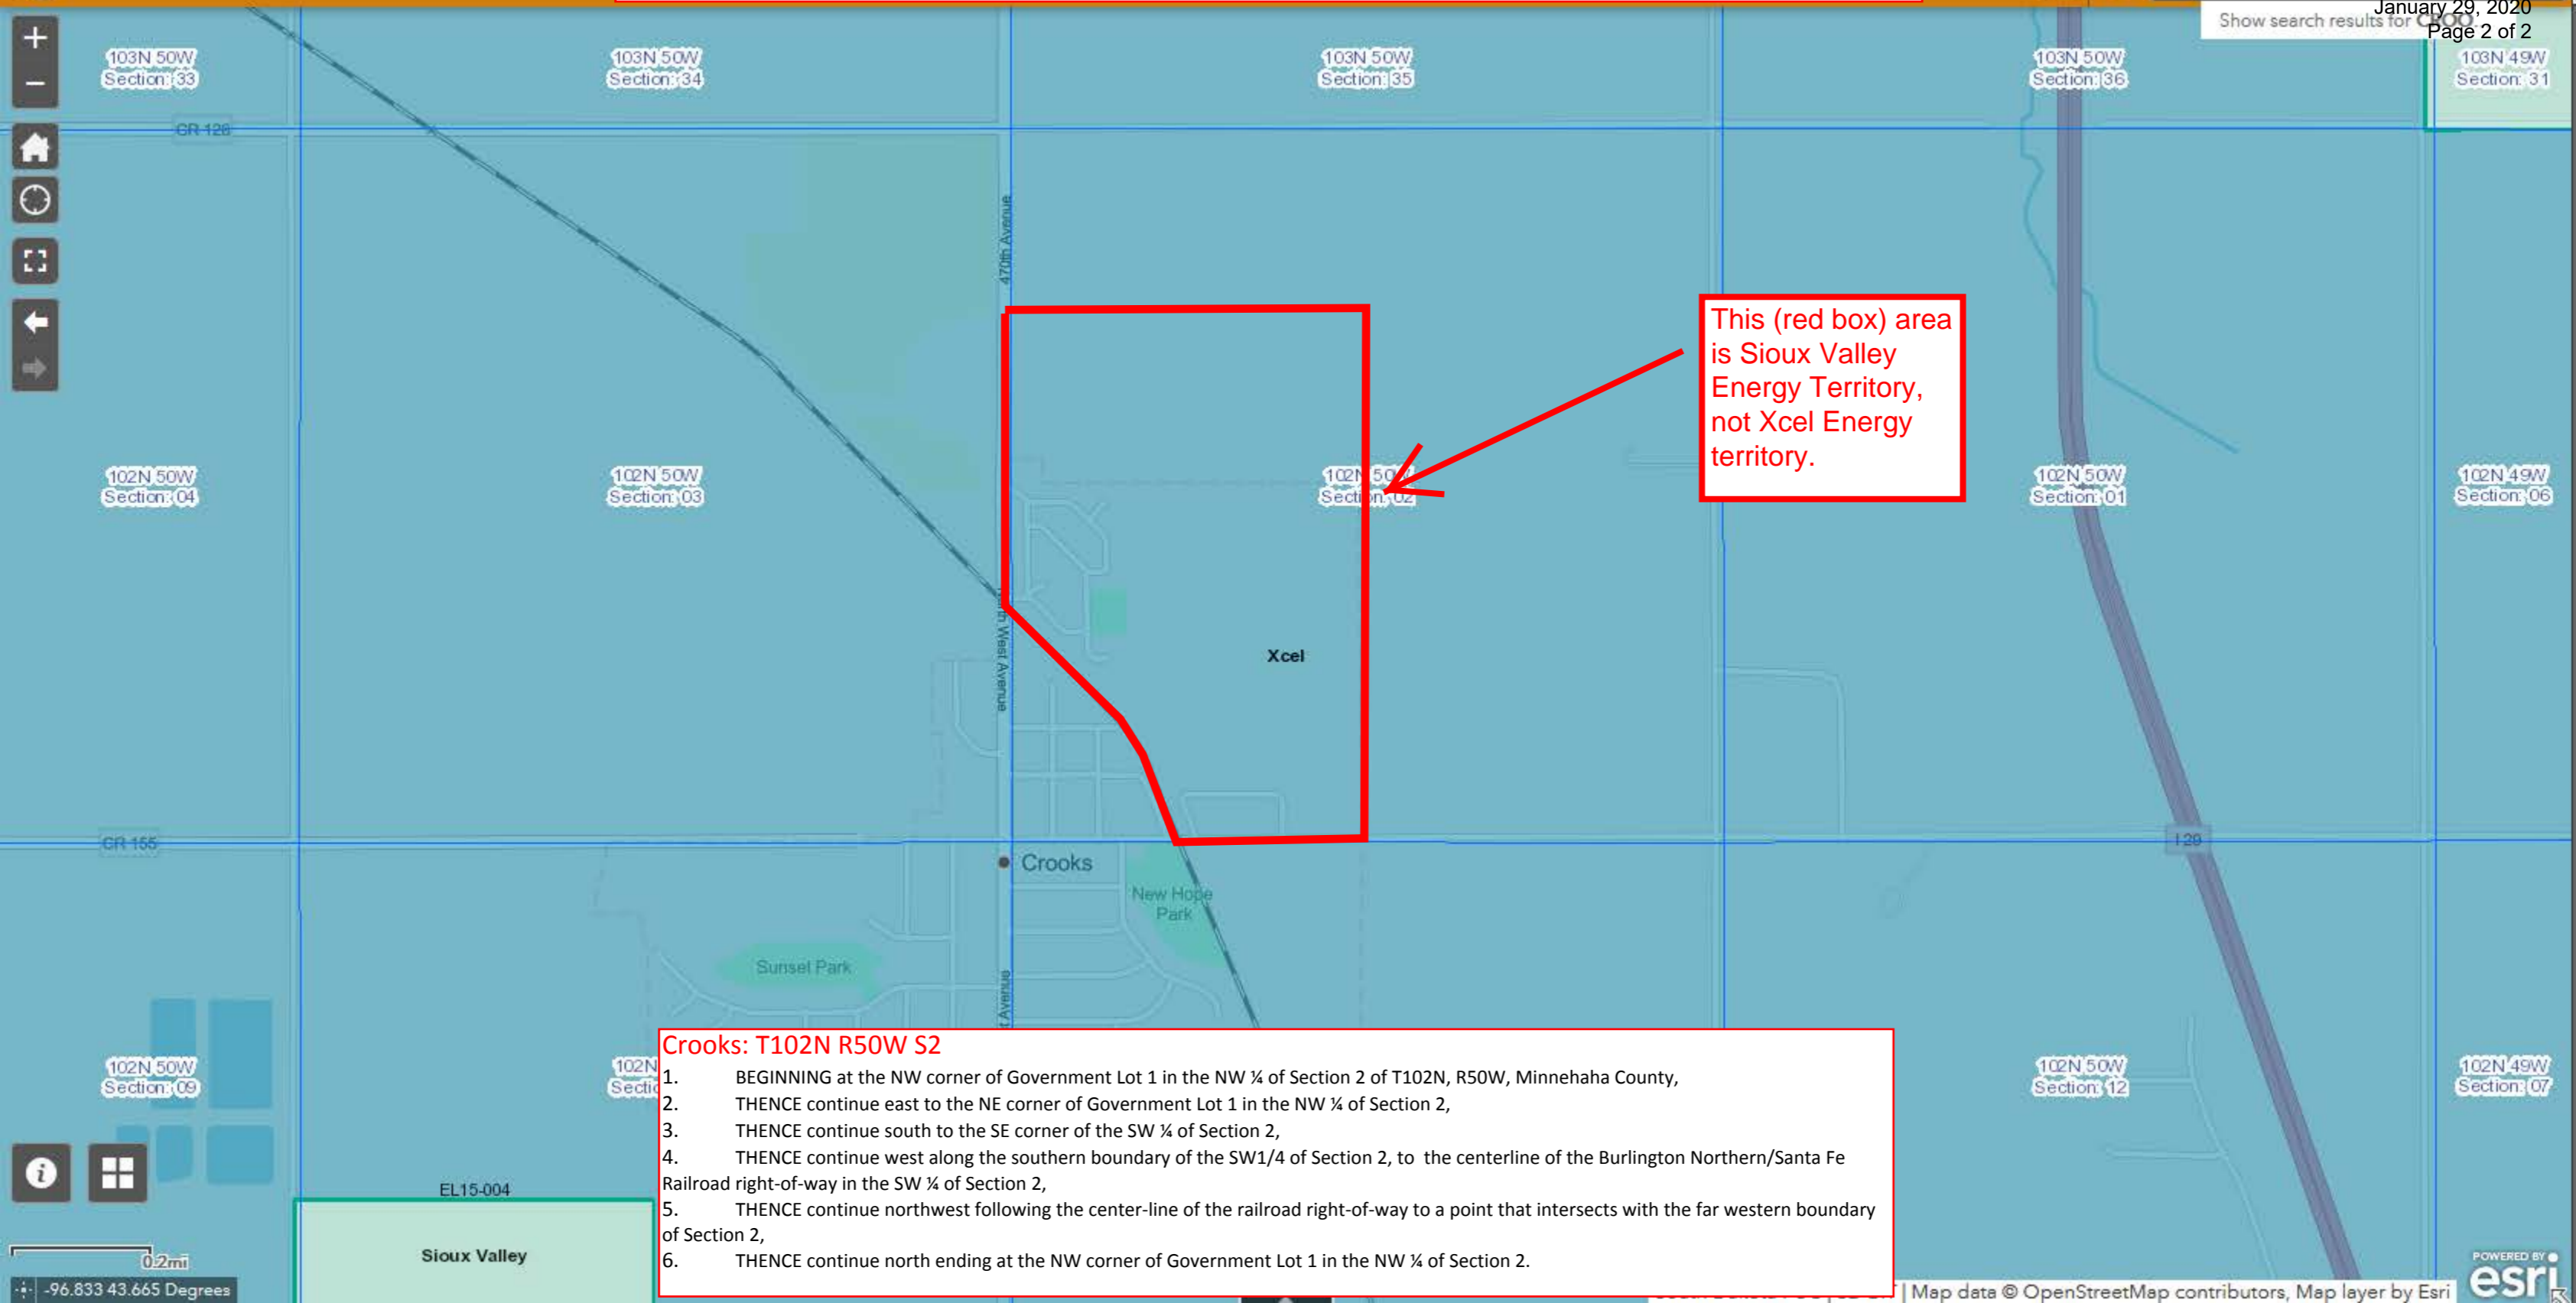 January 29, 2020
Page 2 of 2
Show search results for CROO
103N 50W
Section: 33
103N 50W
Section: 34
103N 50W
Section: 35
103N 50W
Section: 36
103N 49W
Section: 31
CR 128
470th Avenue
This (red box) area
is Sioux Valley
Energy Territory,
not Xcel Energy
territory.
102N 50W
Section: 04
102N 50W
Section: 03
102N 50W
Section: 02
102N 50W
Section: 01
102N 49W
Section: 06
North West Avenue
Xcel
CR 155
I 29
Crooks
New Hope
Park
Sunset Park
t Avenue
102N 50W
Section: 09
102N
Sectio
102N 50W
Section: 12
102N 49W
Section: 07
Crooks: T102N R50W S2
1. BEGINNING at the NW corner of Government Lot 1 in the NW ¼ of Section 2 of T102N, R50W, Minnehaha County,
2. THENCE continue east to the NE corner of Government Lot 1 in the NW ¼ of Section 2,
3. THENCE continue south to the SE corner of the SW ¼ of Section 2,
4. THENCE continue west along the southern boundary of the SW1/4 of Section 2, to the centerline of the Burlington Northern/Santa Fe
Railroad right-of-way in the SW ¼ of Section 2,
5. THENCE continue northwest following the center-line of the railroad right-of-way to a point that intersects with the far western boundary
of Section 2,
6. THENCE continue north ending at the NW corner of Government Lot 1 in the NW ¼ of Section 2.
EL15-004
Sioux Valley
0.2mi
-96.833 43.665 Degrees
| Map data © OpenStreetMap contributors, Map layer by Esri
POWERED BY
esri